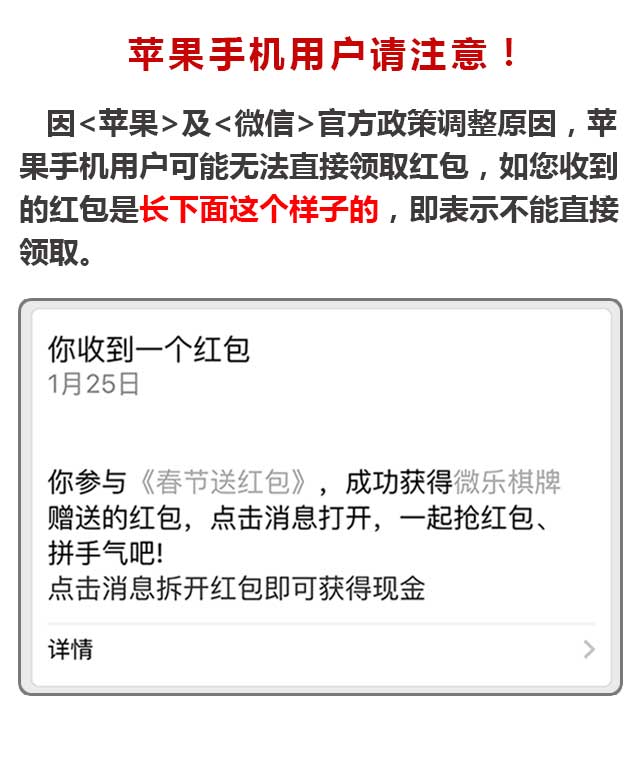 苹果手机用户请注意！
因<苹果>及<微信>官方政策调整原因，苹
果手机用户可能无法直接领取红包，如您收到
的红包是长下面这个样子的，即表示不能直接
领取。
你收到一个红包
1月25日
你参与《春节送红包》，成功获得微乐棋牌
赠送的红包，点击消息打开，一起抢红包、
拼手气吧!
点击消息拆开红包即可获得现金
详情